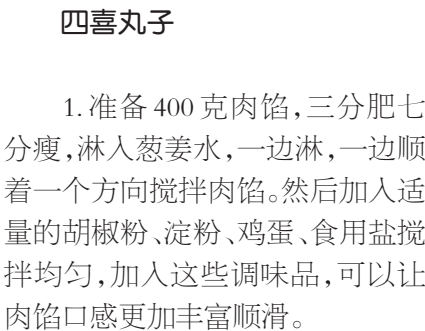 四喜丸子
1.准备400克肉馅,三分肥七
分瘦,淋入葱姜水,一边淋,一边顺
着一个方向搅拌肉馅。然后加入适
量的胡椒粉、淀粉、鸡蛋、食用盐搅
拌均匀,加入这些调味品,可以让
肉馅口感更加丰富顺滑。